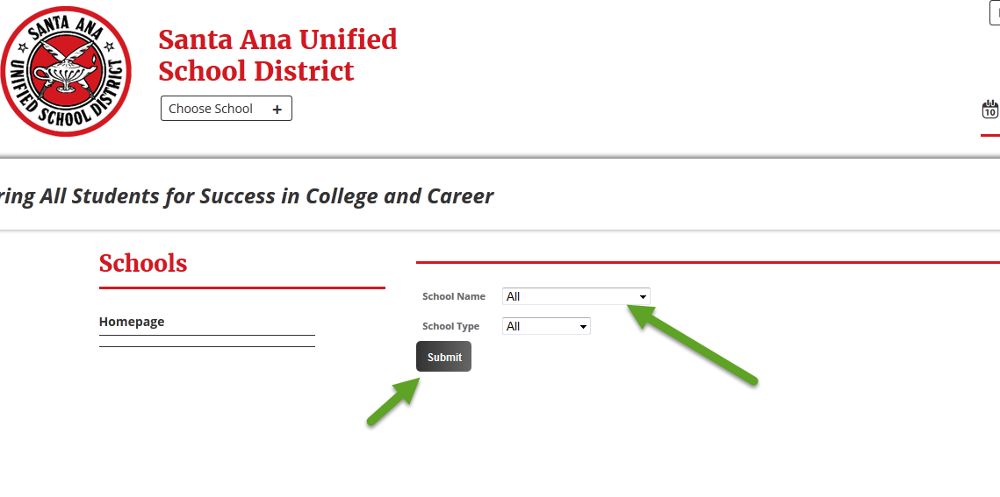 SANTA ANA
UNIFIED SCHOOL DISTRICT
Santa Ana Unified
School District
Choose School +
10
ring All Students for Success in College and Career
Schools
School Name All
Homepage
School Type All
Submit